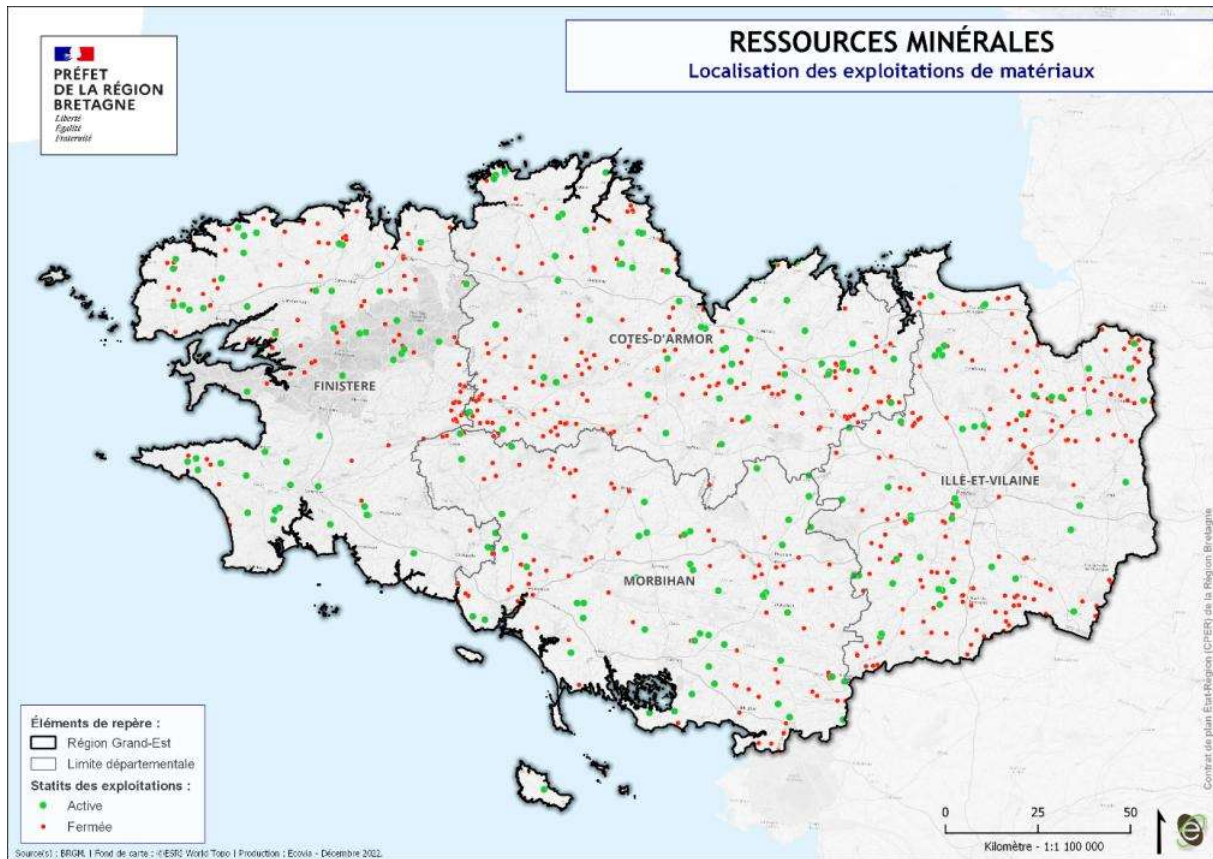 RESSOURCES MINÉRALES
Localisation des exploitations de matériaux
PRÉFET
DE LA RÉGION
BRETAGNE
Liberté
Égalité
Fraternité
COTES-D'ARMOR
FINISTERE
ILLE-ET-VILAINE
MORBIHAN
Éléments de repère :
Région Grand-Est
Limite départementale
Statits des exploitations :
Active
Fermée
0 25 50
Kilomètre - 1:1 100 000
Contrat de plan État-Région (CPER) de la Région Bretagne
Source(s) : BRGM. | Fond de carte : ©ESRI World Topo | Production : Ecovia - Décembre 2022.